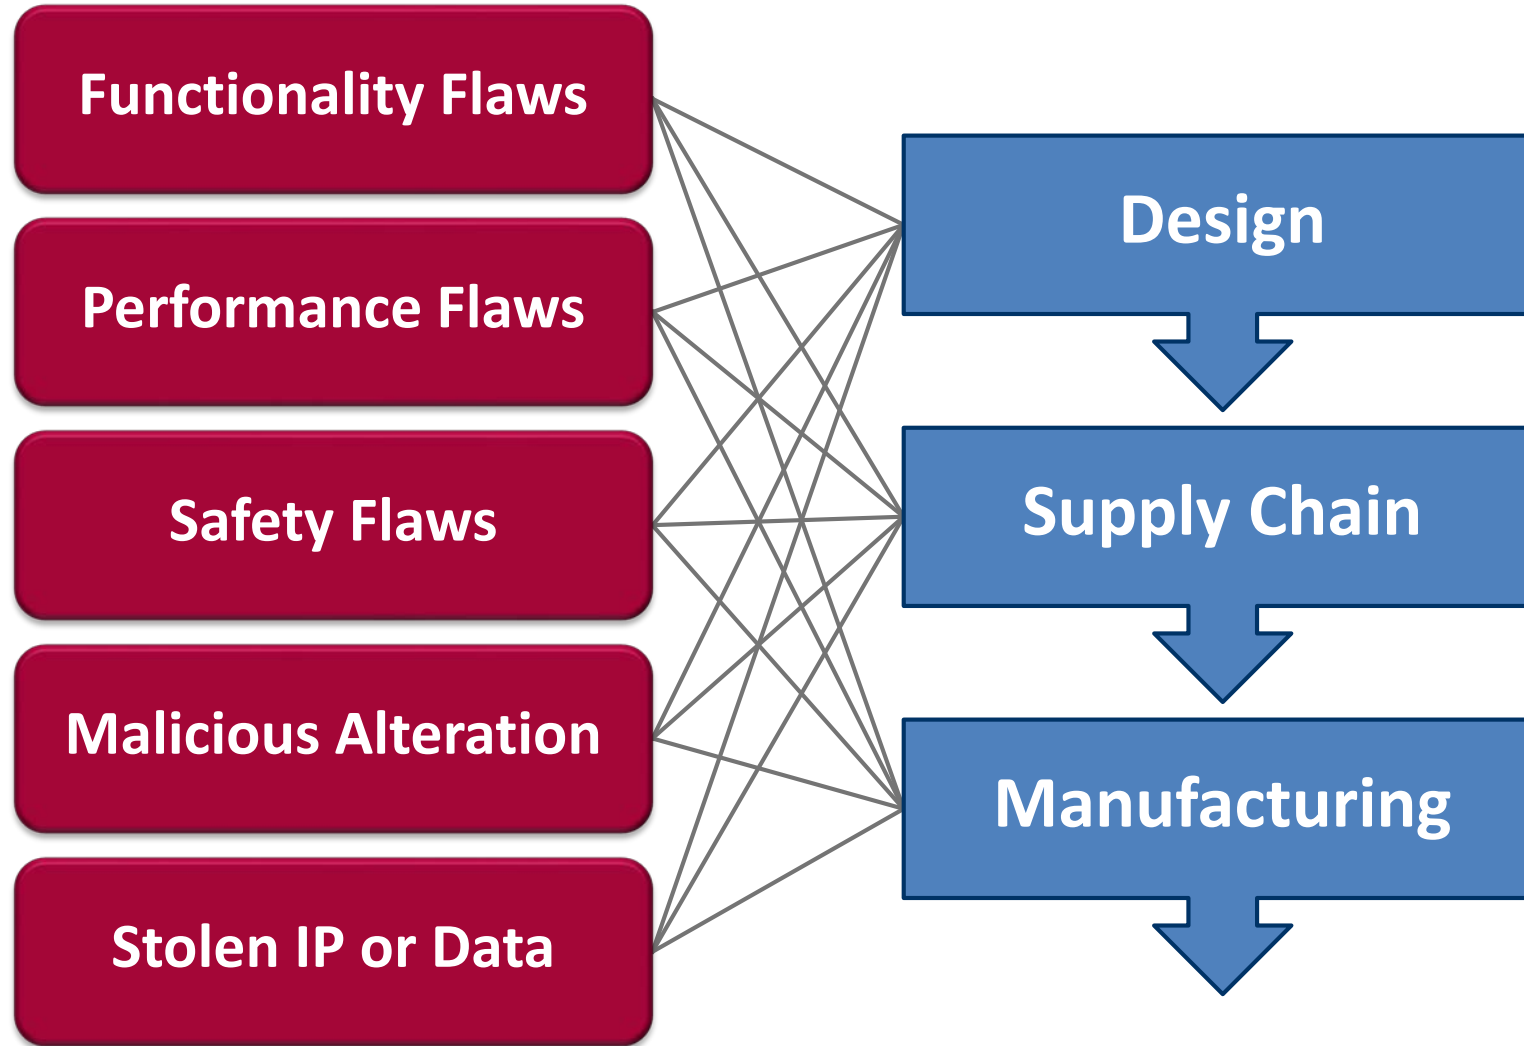 Functionality Flaws
Performance Flaws
Safety Flaws
Malicious Alteration
Stolen IP or Data
Design
Supply Chain
Manufacturing